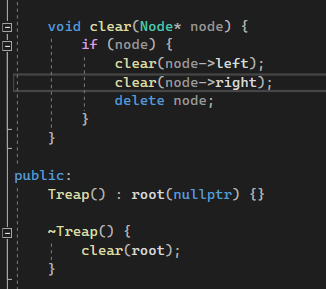 void clear(Node* node) {
if (node) {
clear(node->left);
clear(node->right);
delete node;
}
}
public:
Treap() : root(nullptr) {}
~Treap() {
clear(root);
}